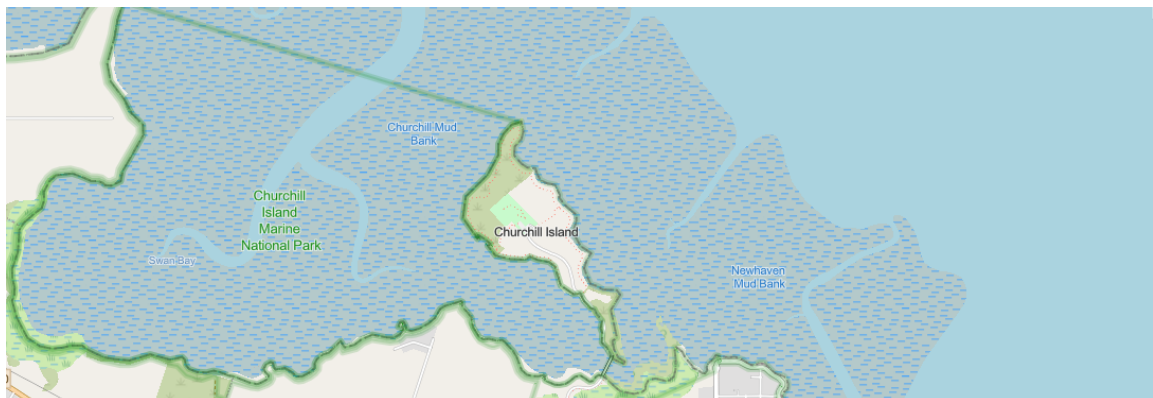 Churchill Mud
Bank
Churchill
Island
Marine
National Park
Churchill Island
Swan Bay
Newhaven
Mud Bank